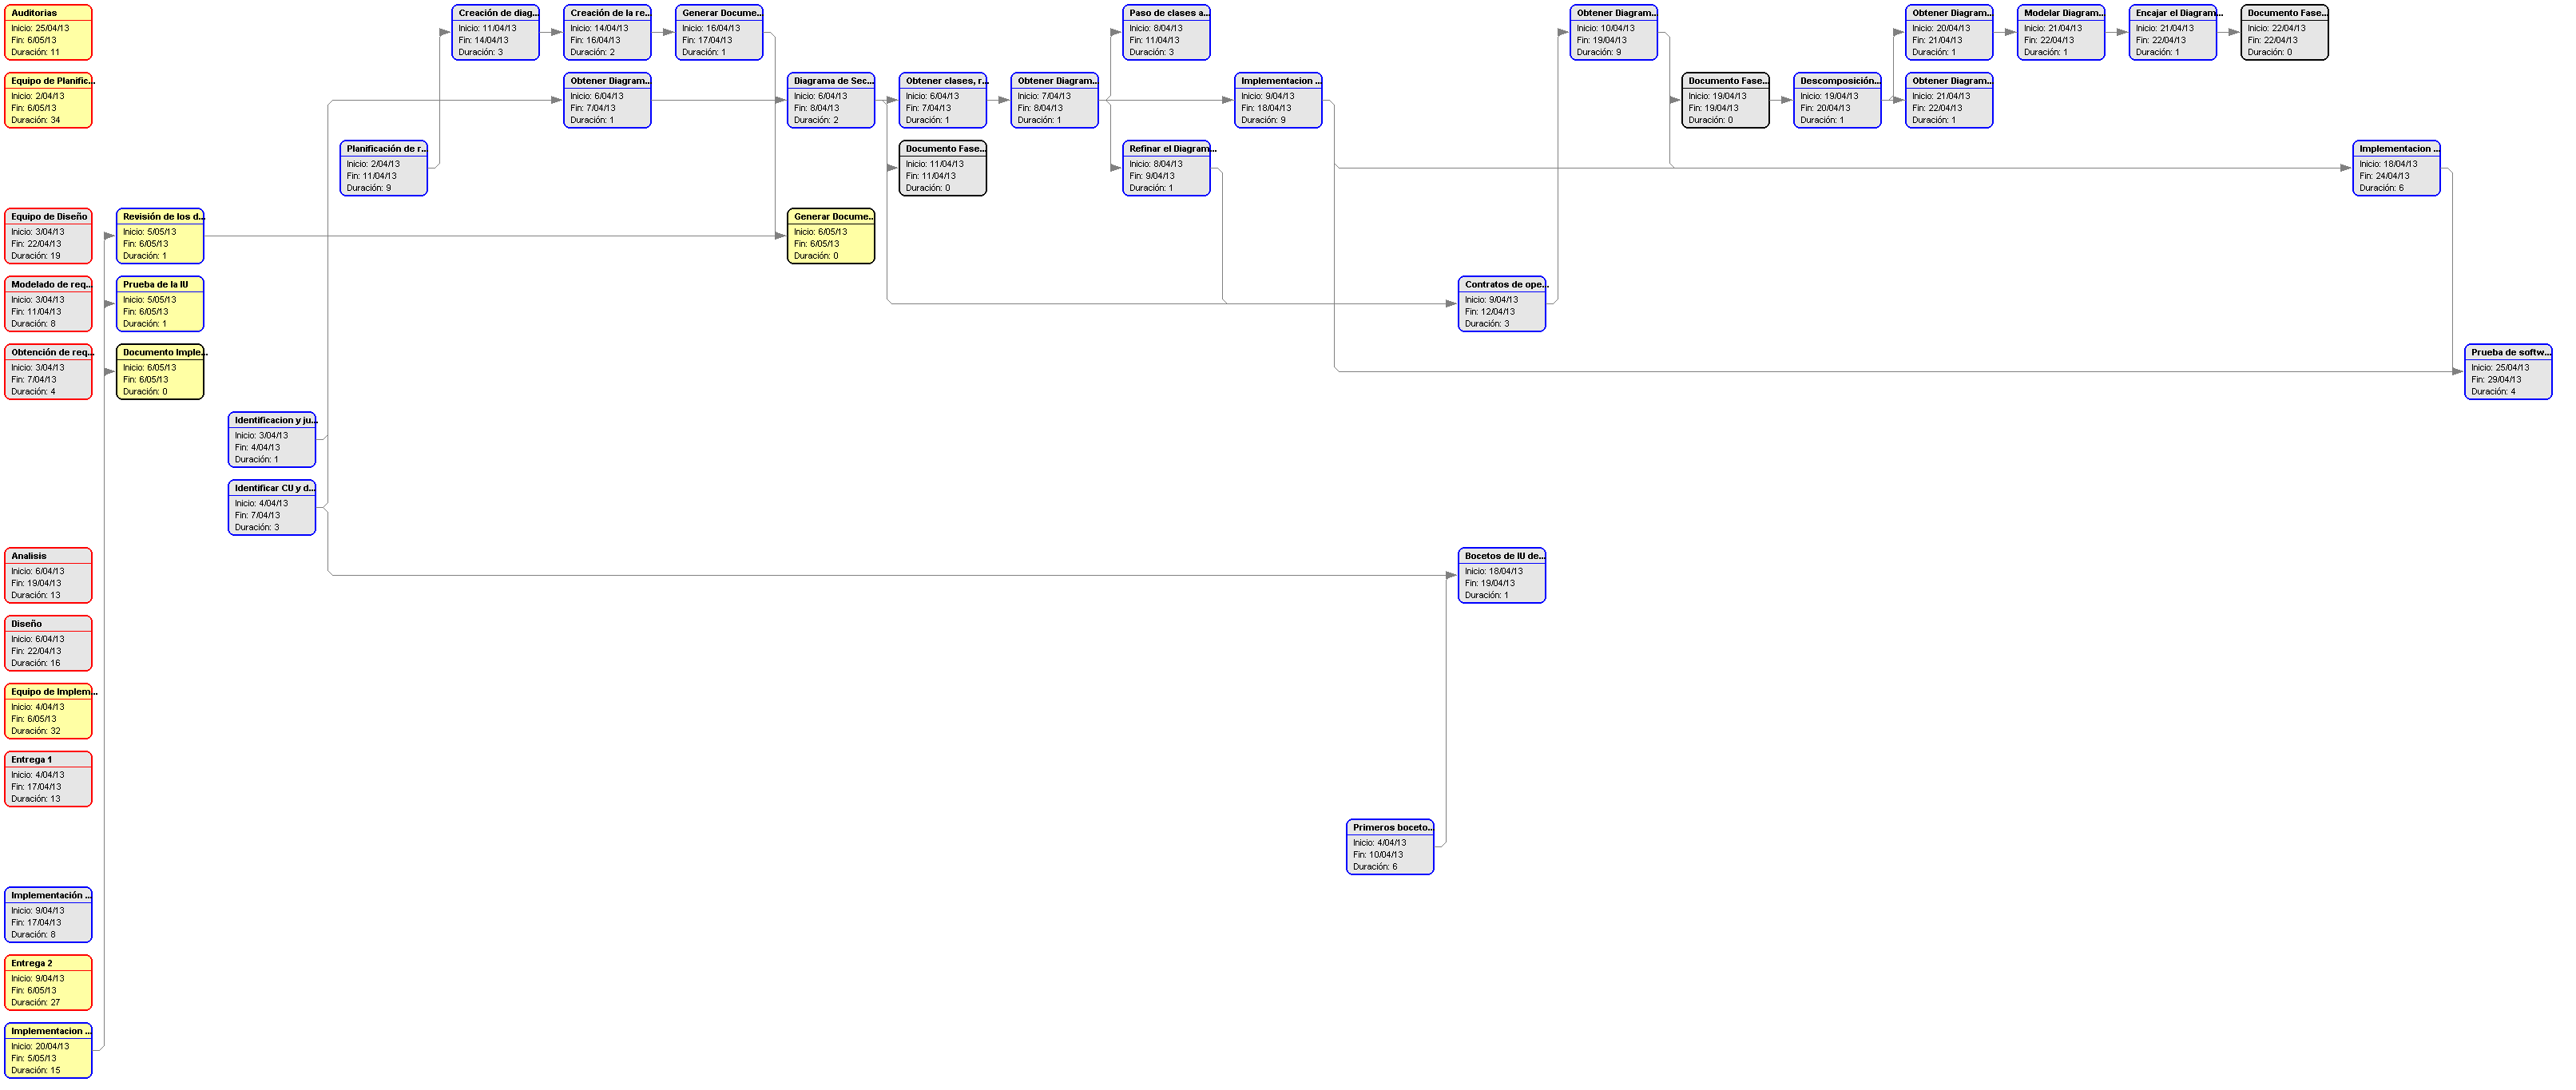 Auditorias
Inicio: 25/04/13
Fin: 6/05/13
Duración: 11
Creación de diag...
Inicio: 11/04/13
Fin: 14/04/13
Duración: 3
Creación de la re...
Inicio: 14/04/13
Fin: 16/04/13
Duración: 2
Generar Docume...
Inicio: 16/04/13
Fin: 17/04/13
Duración: 1
Paso de clases a...
Inicio: 8/04/13
Fin: 11/04/13
Duración: 3
Obtener Diagram...
Inicio: 10/04/13
Fin: 19/04/13
Duración: 9
Obtener Diagram...
Inicio: 20/04/13
Fin: 21/04/13
Duración: 1
Modelar Diagram...
Inicio: 21/04/13
Fin: 22/04/13
Duración: 1
Encajar el Diagram...
Inicio: 21/04/13
Fin: 22/04/13
Duración: 1
Documento Fase...
Inicio: 22/04/13
Fin: 22/04/13
Duración: 0
Equipo de Planific...
Inicio: 2/04/13
Fin: 6/05/13
Duración: 34
Obtener Diagram...
Inicio: 6/04/13
Fin: 7/04/13
Duración: 1
Diagrama de Sec...
Inicio: 6/04/13
Fin: 8/04/13
Duración: 2
Obtener clases, r...
Inicio: 6/04/13
Fin: 7/04/13
Duración: 1
Obtener Diagram...
Inicio: 7/04/13
Fin: 8/04/13
Duración: 1
Implementacion ...
Inicio: 9/04/13
Fin: 18/04/13
Duración: 9
Documento Fase...
Inicio: 19/04/13
Fin: 19/04/13
Duración: 0
Descomposición...
Inicio: 19/04/13
Fin: 20/04/13
Duración: 1
Obtener Diagram...
Inicio: 21/04/13
Fin: 22/04/13
Duración: 1
Planificación de r...
Inicio: 2/04/13
Fin: 11/04/13
Duración: 9
Documento Fase...
Inicio: 11/04/13
Fin: 11/04/13
Duración: 0
Refinar el Diagram...
Inicio: 8/04/13
Fin: 9/04/13
Duración: 1
Implementacion ...
Inicio: 18/04/13
Fin: 24/04/13
Duración: 6
Equipo de Diseño
Inicio: 3/04/13
Fin: 22/04/13
Duración: 19
Revisión de los d...
Inicio: 5/05/13
Fin: 6/05/13
Duración: 1
Generar Docume...
Inicio: 6/05/13
Fin: 6/05/13
Duración: 0
Modelado de req...
Inicio: 3/04/13
Fin: 11/04/13
Duración: 8
Prueba de la IU
Inicio: 5/05/13
Fin: 6/05/13
Duración: 1
Contratos de ope...
Inicio: 9/04/13
Fin: 12/04/13
Duración: 3
Obtención de req...
Inicio: 3/04/13
Fin: 7/04/13
Duración: 4
Documento Imple...
Inicio: 6/05/13
Fin: 6/05/13
Duración: 0
Prueba de softw...
Inicio: 25/04/13
Fin: 29/04/13
Duración: 4
Identificacion y ju...
Inicio: 3/04/13
Fin: 4/04/13
Duración: 1
Identificar CU y d...
Inicio: 4/04/13
Fin: 7/04/13
Duración: 3
Analisis
Inicio: 6/04/13
Fin: 19/04/13
Duración: 13
Bocetos de IU de...
Inicio: 18/04/13
Fin: 19/04/13
Duración: 1
Diseño
Inicio: 6/04/13
Fin: 22/04/13
Duración: 16
Equipo de Implem...
Inicio: 4/04/13
Fin: 6/05/13
Duración: 32
Entrega 1
Inicio: 4/04/13
Fin: 17/04/13
Duración: 13
Primeros boceto...
Inicio: 4/04/13
Fin: 10/04/13
Duración: 6
Implementación ...
Inicio: 9/04/13
Fin: 17/04/13
Duración: 8
Entrega 2
Inicio: 9/04/13
Fin: 6/05/13
Duración: 27
Implementacion ...
Inicio: 20/04/13
Fin: 5/05/13
Duración: 15